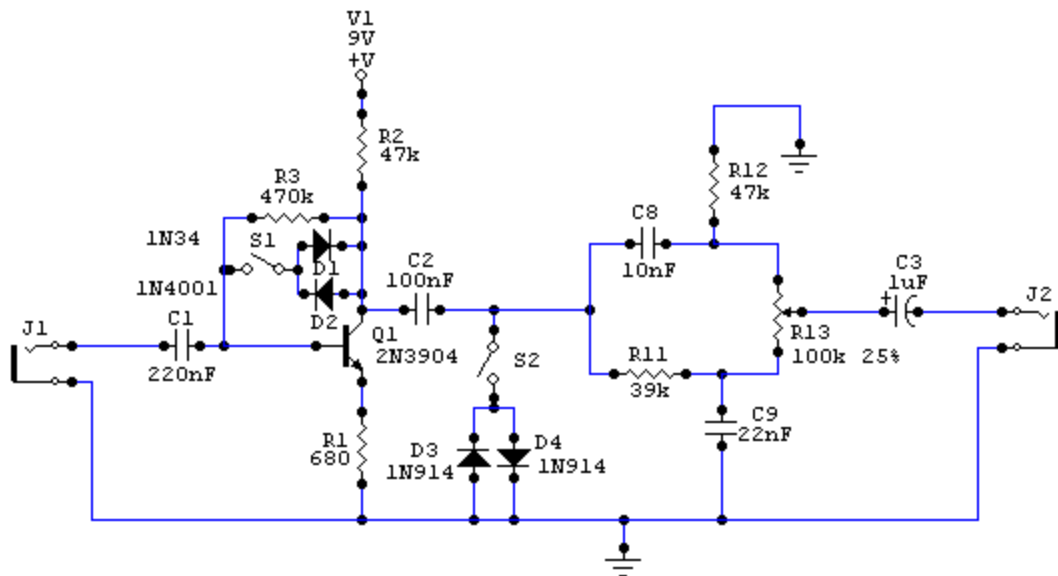 V1
9V
+V
R2
47k
R3
470k
1N34
S1
D1
1N4001
D2
C2
100nF
J1
C1
220nF
Q1
2N3904
R1
680
S2
D3
1N914
D4
1N914
C8
10nF
R12
47k
R11
39k
R13
100k 25%
C9
22nF
C3
+
1uF
J2